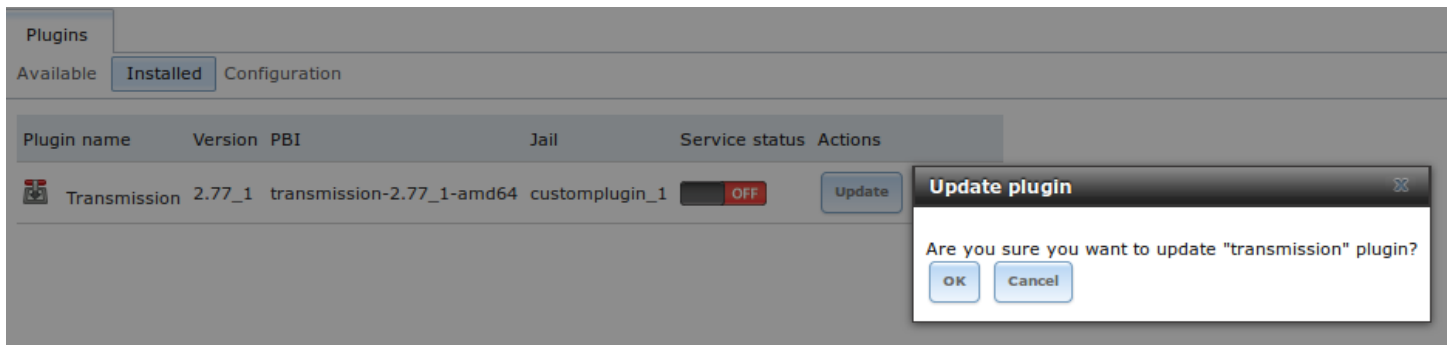 Plugins
Available Installed Configuration
Plugin name Version PBI Jail Service status Actions
Transmission 2.77_1 transmission-2.77_1-amd64 customplugin_1 OFF Update
Update plugin
Are you sure you want to update "transmission" plugin?
OK Cancel